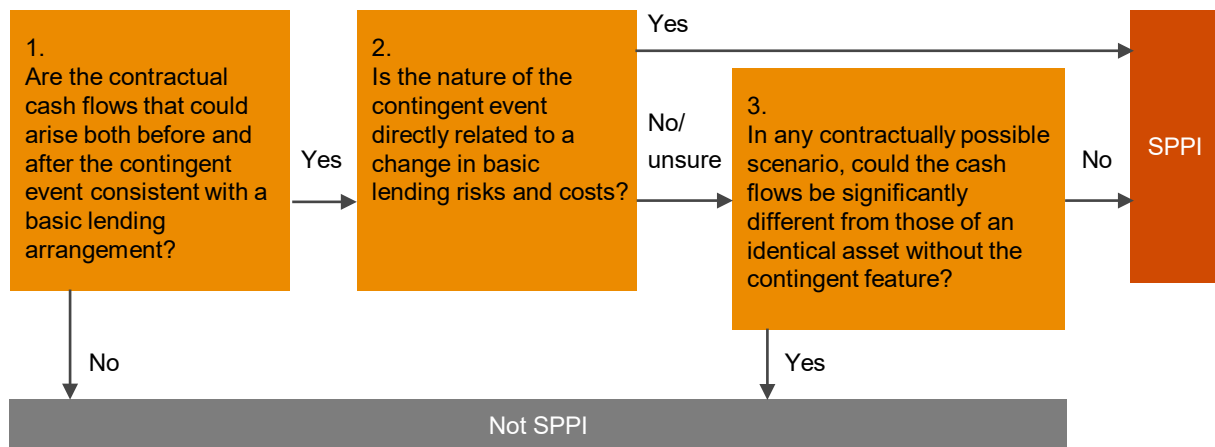 1.
Are the contractual
cash flows that could
arise both before and
after the contingent
event consistent with a
basic lending
arrangement?
Yes
No
2.
Is the nature of the
contingent event
directly related to a
change in basic
lending risks and costs?
Yes
No/
unsure
3.
In any contractually possible
scenario, could the cash
flows be significantly
different from those of an
identical asset without the
contingent feature?
No
Yes
SPPI
Not SPPI